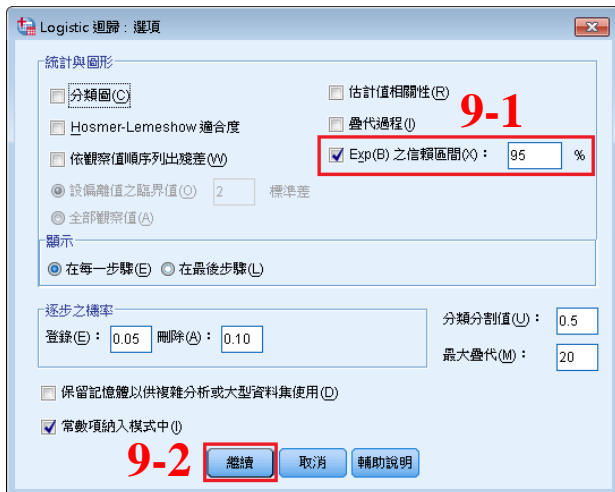 Logistic 迴歸：選項
統計與圖形
分類圖(C)
估計值相關性(R)
9-1
Hosmer-Lemeshow 適合度
疊代過程(I)
依觀察值順序列出殘差(W)
Exp(B) 之信賴區間(X)： 95 %
設偏離值之臨界值(O) 2 標準差
全部觀察值(A)
顯示
在每一步驟(E) 在最後步驟(L)
逐步之機率
登錄(E)： 0.05 刪除(A)： 0.10
分類分割值(U)： 0.5
最大疊代(M)： 20
保留記憶體以供複雜分析或大型資料集使用(D)
常數項納入模式中(I)
9-2
繼續 取消 輔助說明